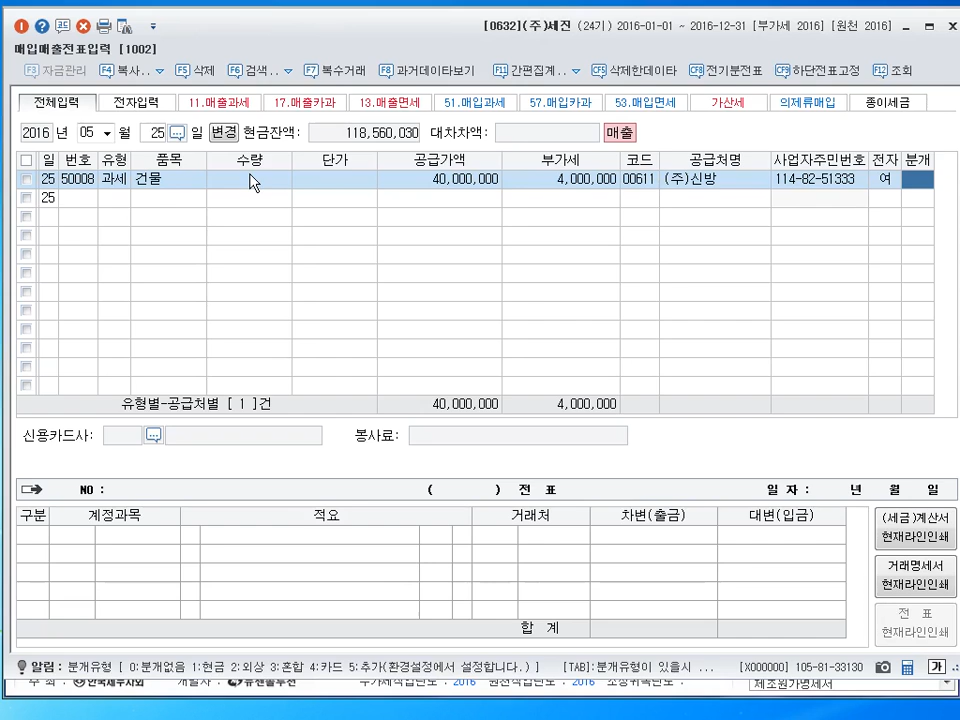 [0632](주)세진 (24기) 2016-01-01 ~ 2016-12-31 [부가세 2016] [원천 2016]
매입매출전표입력 [1002]
F3 자금관리 F4 복사.. F5 삭제 F6 검색.. F7 복수거래 F8 과거데이타보기 F11 간편집계.. CF5 삭제한데이타 CF8 전기분전표 CF9 하단전표고정 F12 조회
전체입력 전자입력 11.매출과세 17.매출카과 13.매출면세 51.매입과세 57.매입카과 53.매입면세 가산세 의제류매입 종이세금
2016 년 05 월 25 일 변경 현금잔액: 118,560,030 대차차액: 매출
일 번호 유형 품목 수량 단가 공급가액 부가세 코드 공급처명 사업자주민번호 전자 분개
25 50008 과세 건물 40,000,000 4,000,000 00611 (주)신방 114-82-51333 여
25
유형별-공급처별 [ 1 ]건 40,000,000 4,000,000
신용카드사: 봉사료:
NO : ( ) 전 표 일 자 : 년 월 일
구분 계정과목 적요 거래처 차변(출금) 대변(입금)
(세금)계산서
현재라인인쇄
거래명세서
현재라인인쇄
전 표
현재라인인쇄
합 계
알림: 분개유형 [ 0:분개없음 1:현금 2:외상 3:혼합 4:카드 5:추가(환경설정에서 설정합니다.) ] [TAB]:분개유형이 있을시 ... [X000000] 105-81-33130 가
2016 2016
제조원가명세서